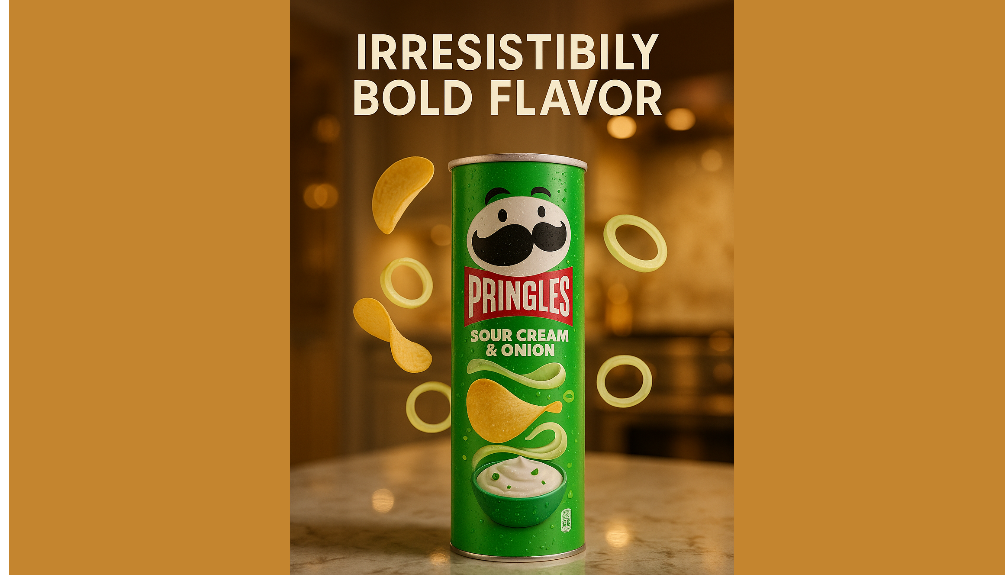 IRRESISTIBILY
BOLD FLAVOR
PRINGLES
SOUR CREAM
& ONION